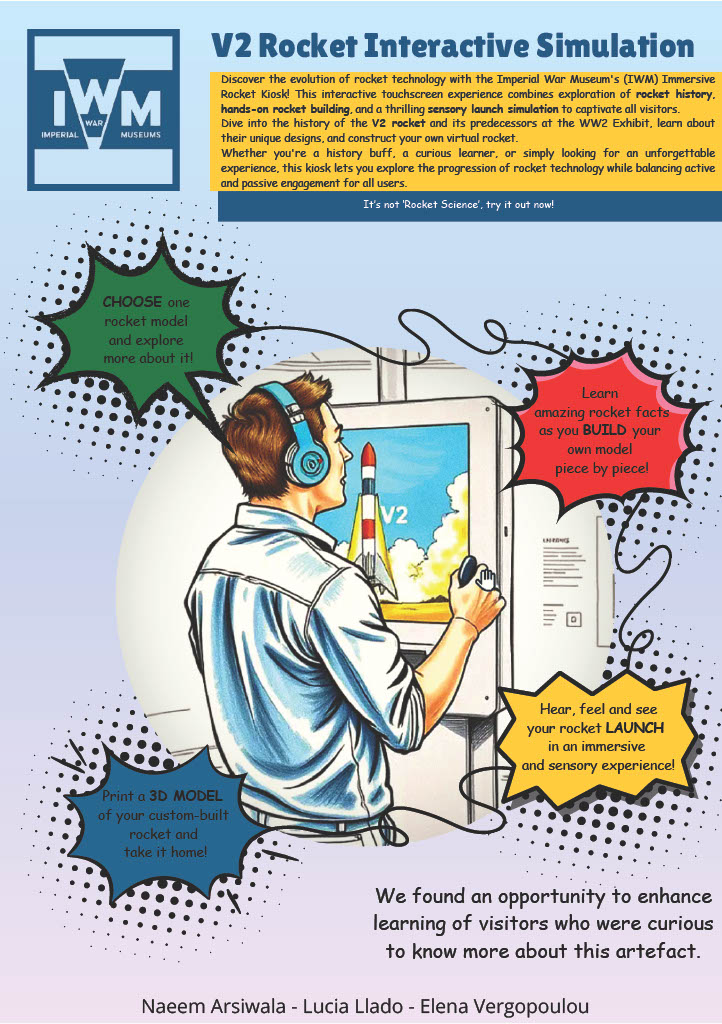 V2 Rocket Interactive Simulation
IWM
WAR
IMPERIAL MUSEUMS
Discover the evolution of rocket technology with the Imperial War Museum's (IWM) Immersive
Rocket Kiosk! This interactive touchscreen experience combines exploration of rocket history,
hands-on rocket building, and a thrilling sensory launch simulation to captivate all visitors.
Dive into the history of the V2 rocket and its predecessors at the WW2 Exhibit, learn about
their unique designs, and construct your own virtual rocket.
Whether you're a history buff, a curious learner, or simply looking for an unforgettable
experience, this kiosk lets you explore the progression of rocket technology while balancing active
and passive engagement for all users.
It's not 'Rocket Science', try it out now!
CHOOSE one
rocket model
and explore
more about it!
Learn
amazing rocket facts
as you BUILD your
own model
piece by piece!
V2
Hear, feel and see
your rocket LAUNCH
in an immersive
and sensory experience!
Print a 3D MODEL
of your custom-built
rocket and
take it home!
We found an opportunity to enhance
learning of visitors who were curious
to know more about this artefact.
Naeem Arsiwala - Lucia Llado - Elena Vergopoulou